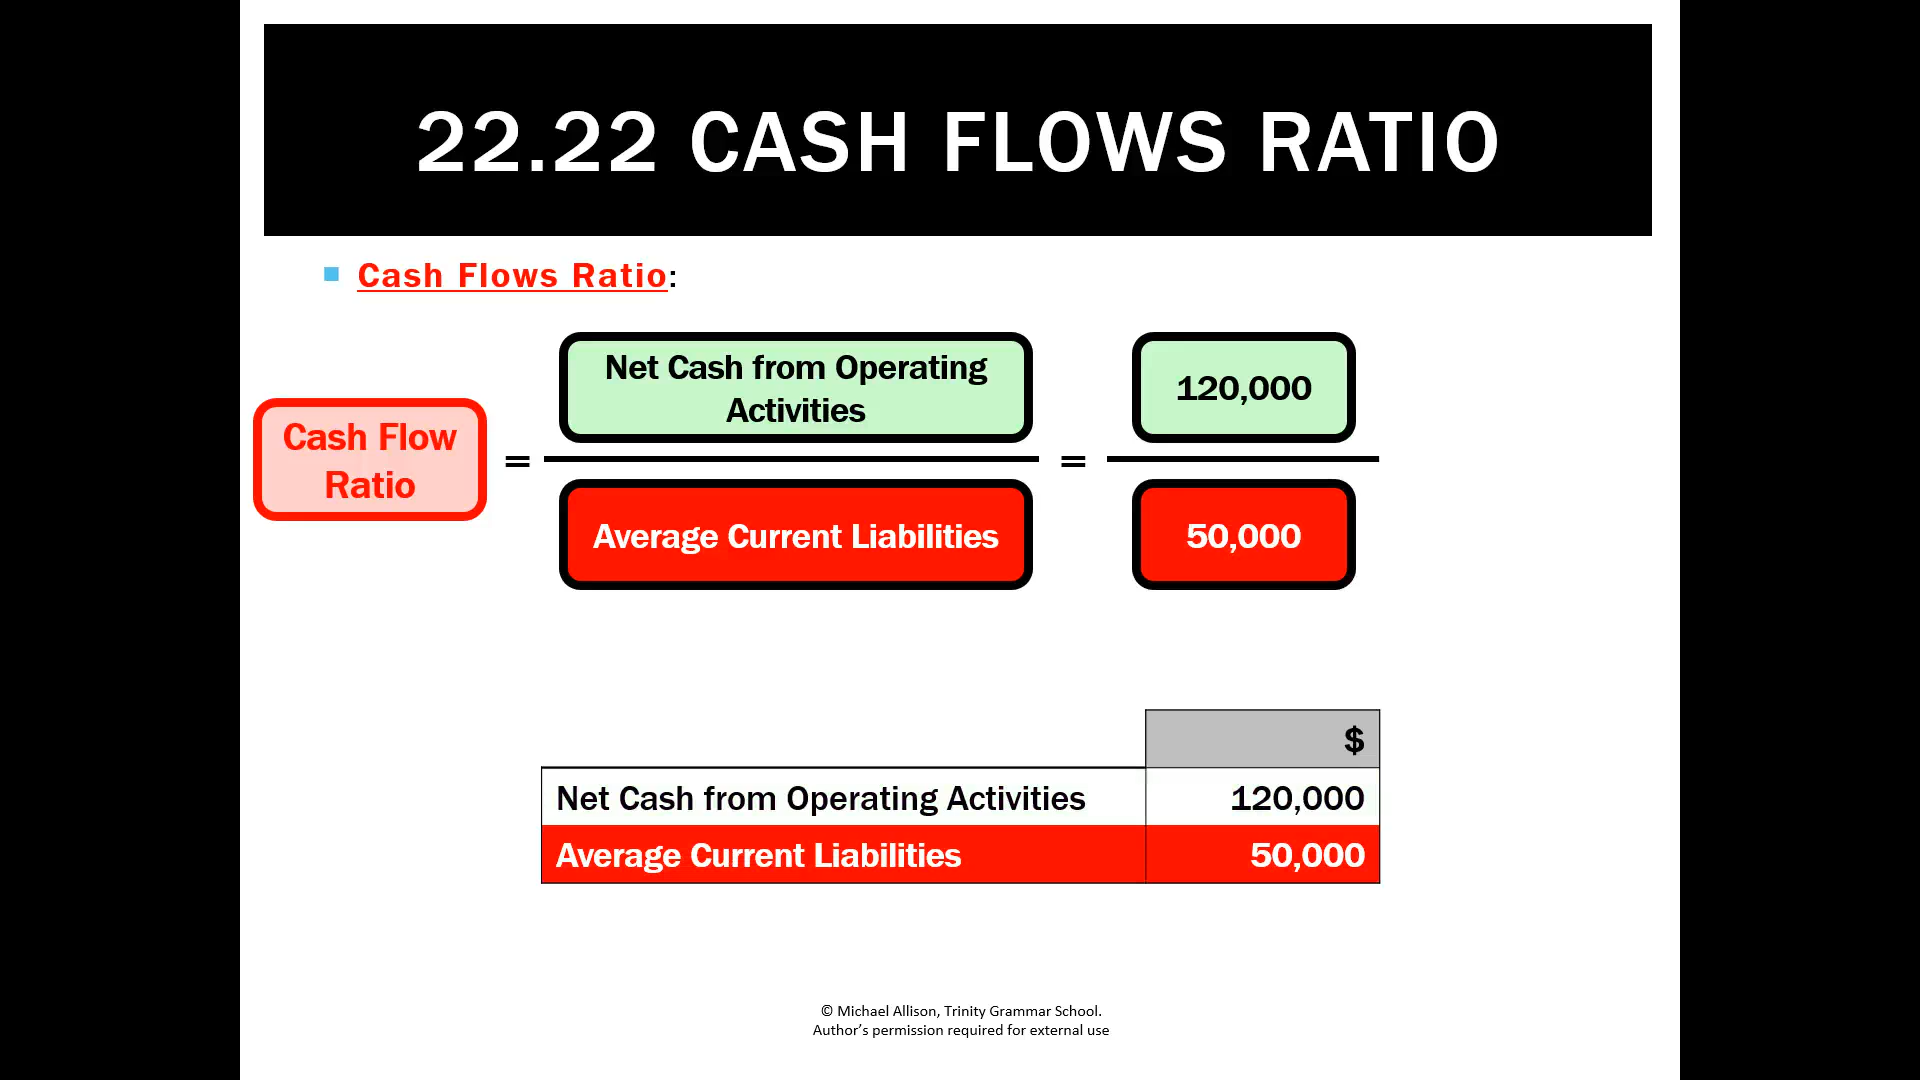 22.22 CASH FLOWS RATIO
Cash Flows Ratio:
Cash Flow
Ratio
=
Net Cash from Operating
Activities
Average Current Liabilities
=
120,000
50,000
$
Net Cash from Operating Activities 120,000
Average Current Liabilities 50,000
© Michael Allison, Trinity Grammar School.
Author’s permission required for external use